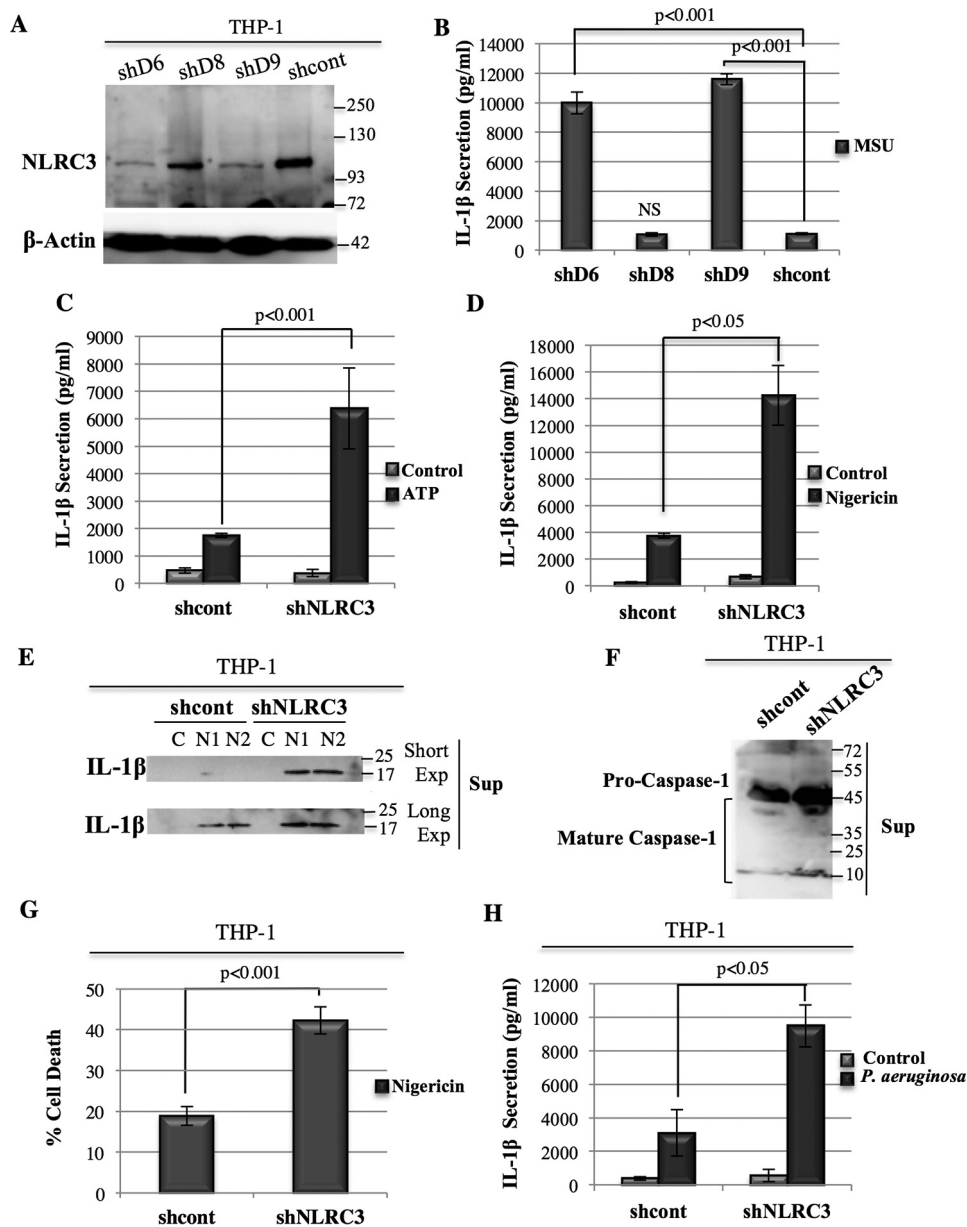 A
THP-1
shD6 shD8 shD9 shcont
250
130
NLRC3
93
72
β-Actin
42
B
p<0.001
p<0.001
IL-1β Secretion (pg/ml)
14000
12000
10000
8000
6000
4000
2000
0
NS
MSU
shD6 shD8 shD9 shcont
C
p<0.001
IL-1β Secretion (pg/ml)
9000
8000
7000
6000
5000
4000
3000
2000
1000
0
Control
ATP
shcont shNLRC3
D
p<0.05
IL-1β Secretion (pg/ml)
18000
16000
14000
12000
10000
8000
6000
4000
2000
0
Control
Nigericin
shcont shNLRC3
E
THP-1
shcont shNLRC3
C N1 N2 C N1 N2
IL-1β
25
17
Short
Exp
IL-1β
25
17
Long
Exp
Sup
F
THP-1
shcont shNLRC3
Pro-Caspase-1
Mature Caspase-1
72
55
45
35
25
10
Sup
G
THP-1
p<0.001
% Cell Death
50
40
30
20
10
0
Nigericin
shcont shNLRC3
H
THP-1
p<0.05
IL-1β Secretion (pg/ml)
12000
10000
8000
6000
4000
2000
0
Control
P. aeruginosa
shcont shNLRC3